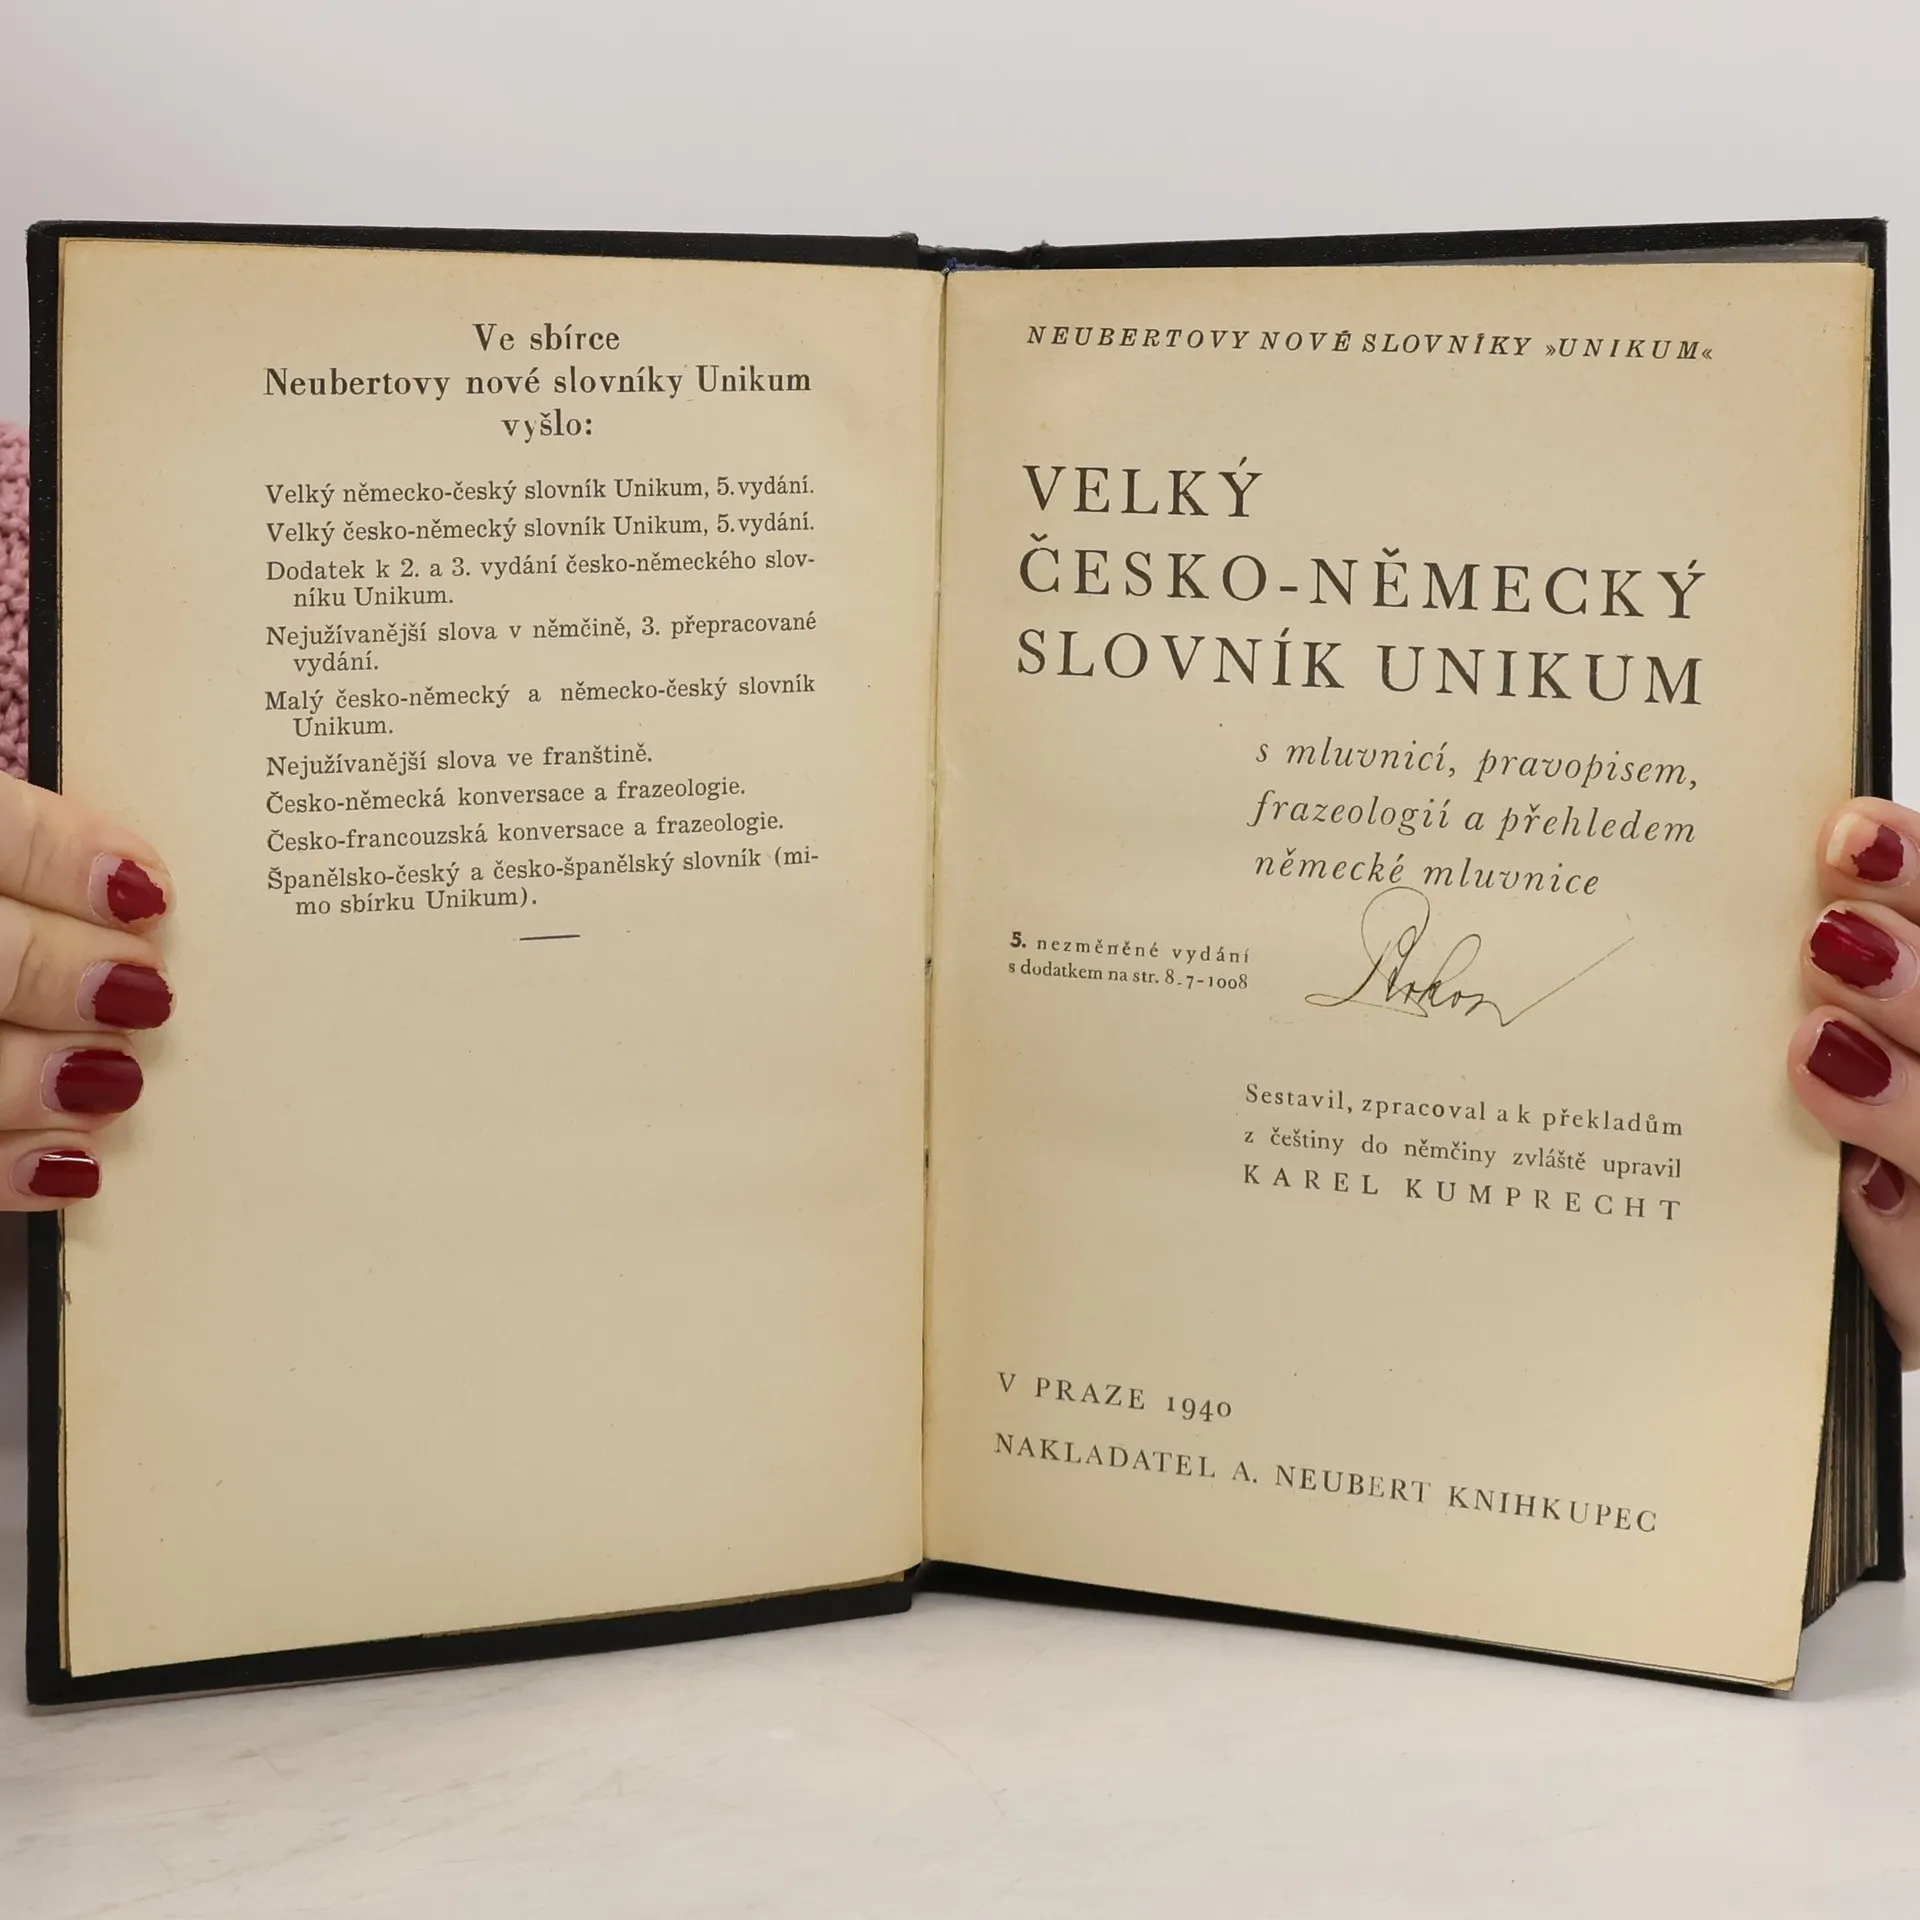 Ve sbírce
Neubertovy nové slovníky Unikum
vyšlo:
Velký německo-český slovník Unikum, 5. vydání.
Velký česko-německý slovník Unikum, 5. vydání.
Dodatek k 2. a 3. vydání česko-německého slov-
níku Unikum.
Nejužívanější slova v němčině, 3. přepracované
vydání.
Malý česko-německý a německo-český slovník
Unikum.
Nejužívanější slova ve franštině.
Česko-německá konversace a frazeologie.
Česko-francouzská konversace a frazeologie.
Španělsko-český a česko-španělský slovník (mi-
mo sbírku Unikum).
NEUBERTOVY NOVÉ SLOVNÍKY »UNIKUM«
VELKÝ
ČESKO-NĚMECKÝ
SLOVNÍK UNIKUM
s mluvnicí, pravopisem,
frazeologií a přehledem
německé mluvnice
5. nezměněné vydání
s dodatkem na str. 8-7-1008
Sestavil, zpracoval a k překladům
z češtiny do němčiny zvláště upravil
KAREL KUMPRECHT
V PRAZE 1940
NAKLADATEL A. NEUBERT KNIHKUPEC